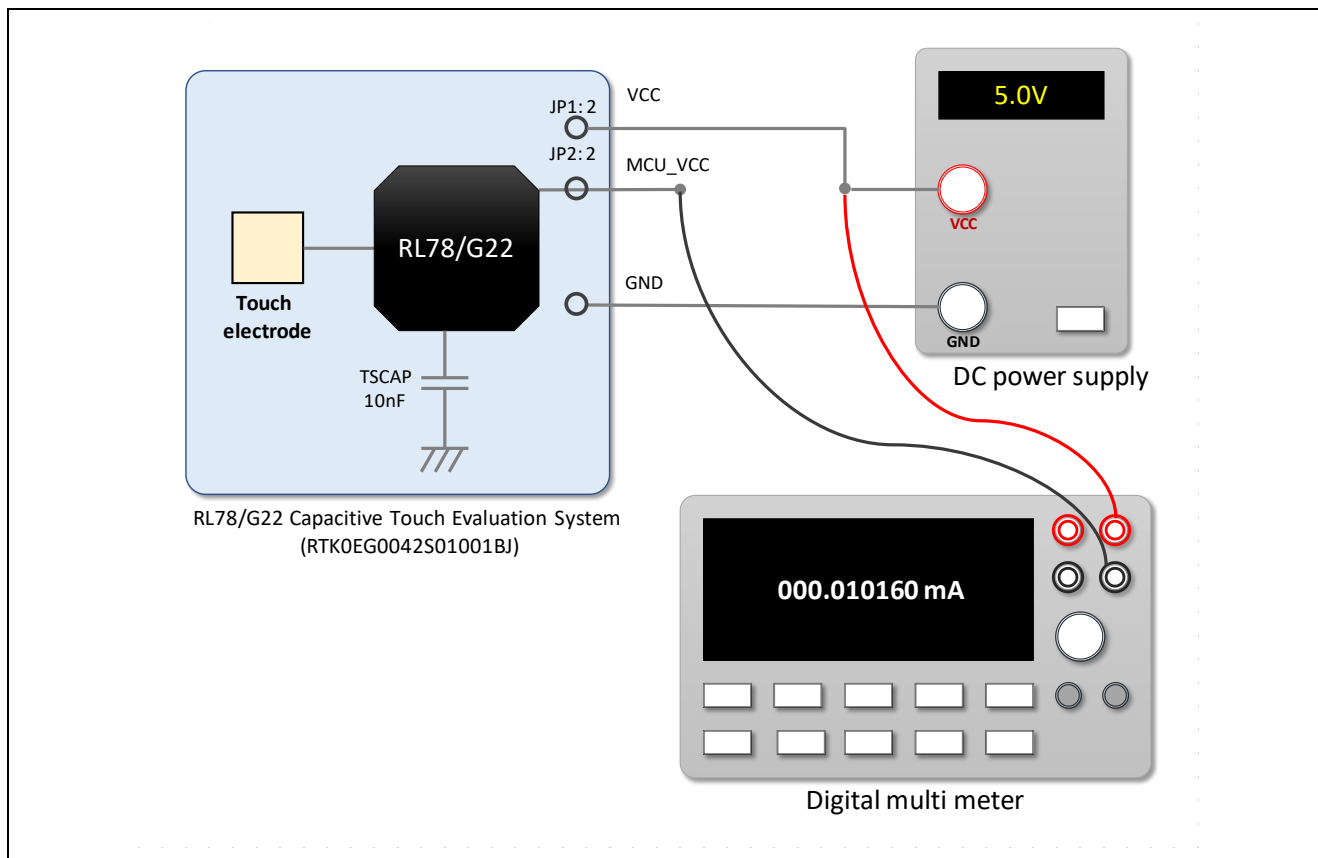 JP1: 2
VCC
JP2: 2
MCU_VCC
RL78/G22
Touch
electrode
GND
TSCAP
10nF
RL78/G22 Capacitive Touch Evaluation System
(RTK0EG0042S01001BJ)
5.0V
VCC
GND
DC power supply
000.010160 mA
Digital multi meter